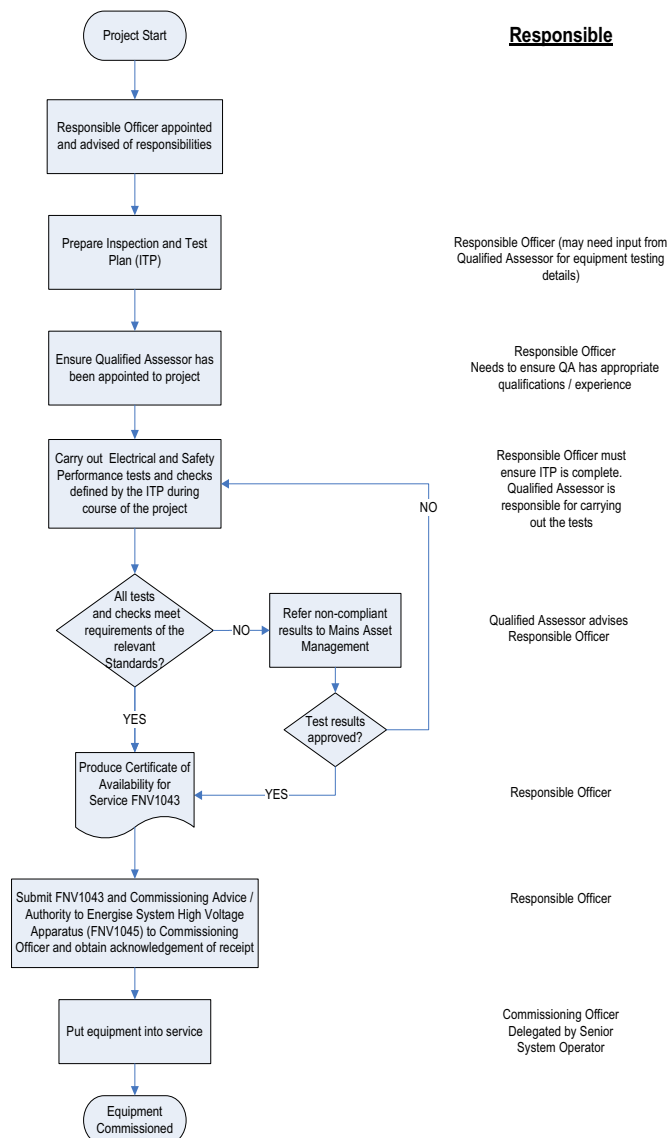 Project Start
Responsible
Responsible Officer appointed
and advised of responsibilities
Prepare Inspection and Test
Plan (ITP)
Responsible Officer (may need input from
Qualified Assessor for equipment testing
details)
Ensure Qualified Assessor has
been appointed to project
Responsible Officer
Needs to ensure QA has appropriate
qualifications / experience
Carry out Electrical and Safety
Performance tests and checks
defined by the ITP during
course of the project
Responsible Officer must
ensure ITP is complete.
Qualified Assessor is
responsible for carrying
out the tests
NO
All tests
and checks meet
requirements of the
relevant
Standards?
NO
Refer non-compliant
results to Mains Asset
Management
Qualified Assessor advises
Responsible Officer
YES
Test results
approved?
Produce Certificate of
Availability for
Service FNV1043
YES
Responsible Officer
Submit FNV1043 and Commissioning Advice /
Authority to Energise System High Voltage
Apparatus (FNV1045) to Commissioning
Officer and obtain acknowledgement of receipt
Responsible Officer
Put equipment into service
Commissioning Officer
Delegated by Senior
System Operator
Equipment
Commissioned